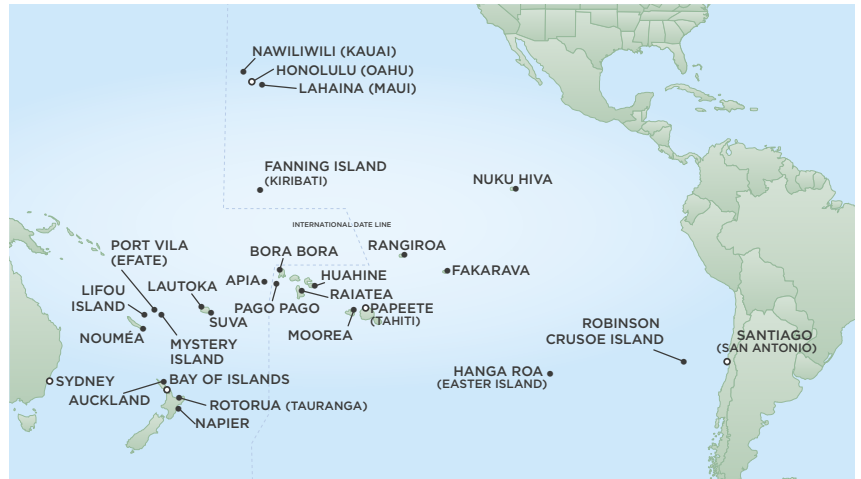 NAWILIWILI (KAUAI)
HONOLULU (OAHU)
LAHAINA (MAUI)
FANNING ISLAND
(KIRIBATI)
NUKU HIVA
INTERNATIONAL DATE LINE
PORT VILA
(EFATE)
BORA BORA
RANGIROA
LIFOU
ISLAND
LAUTOKA
APIA
HUAHINE
FAKARAVA
RAIATEA
PAGO PAGO
SUVA
PAPEETE
(TAHITI)
NOUMÉA
MYSTERY
ISLAND
MOOREA
ROBINSON
CRUSOE ISLAND
SANTIAGO
(SAN ANTONIO)
SYDNEY
BAY OF ISLANDS
HANGA ROA
(EASTER ISLAND)
AUCKLAND
ROTORUA (TAURANGA)
NAPIER